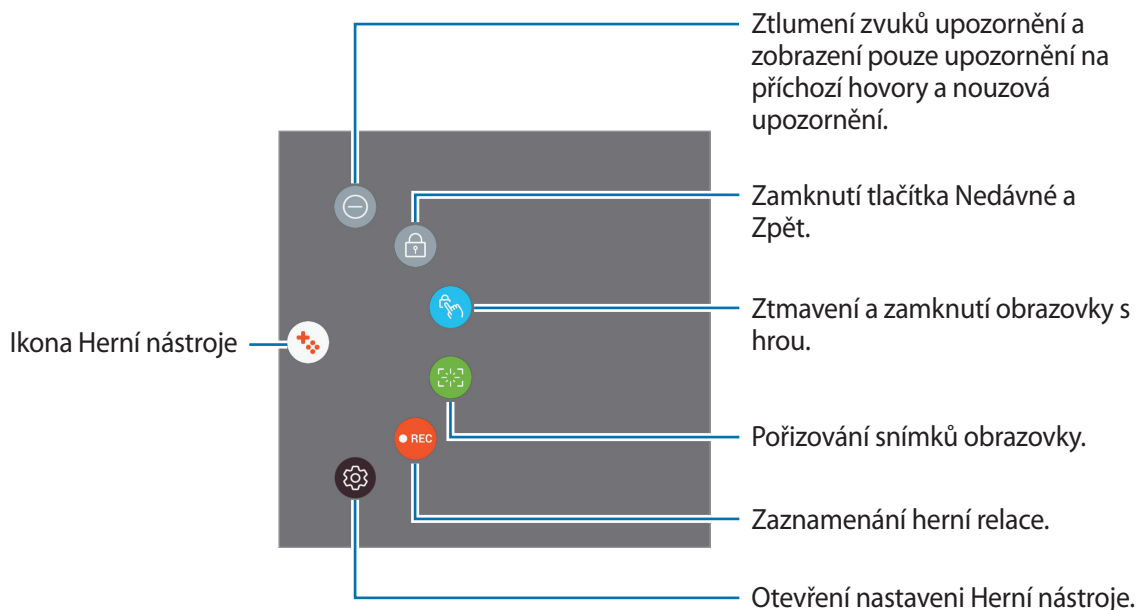 Ztlumení zvuků upozornění a
zobrazení pouze upozornění na
příchozí hovory a nouzová
upozornění.
Zamknutí tlačítka Nedávné a
Zpět.
Ztmavení a zamknutí obrazovky s
hrou.
Ikona Herní nástroje
Pořizování snímků obrazovky.
REC
Zaznamenání herní relace.
Otevření nastaveni Herní nástroje.